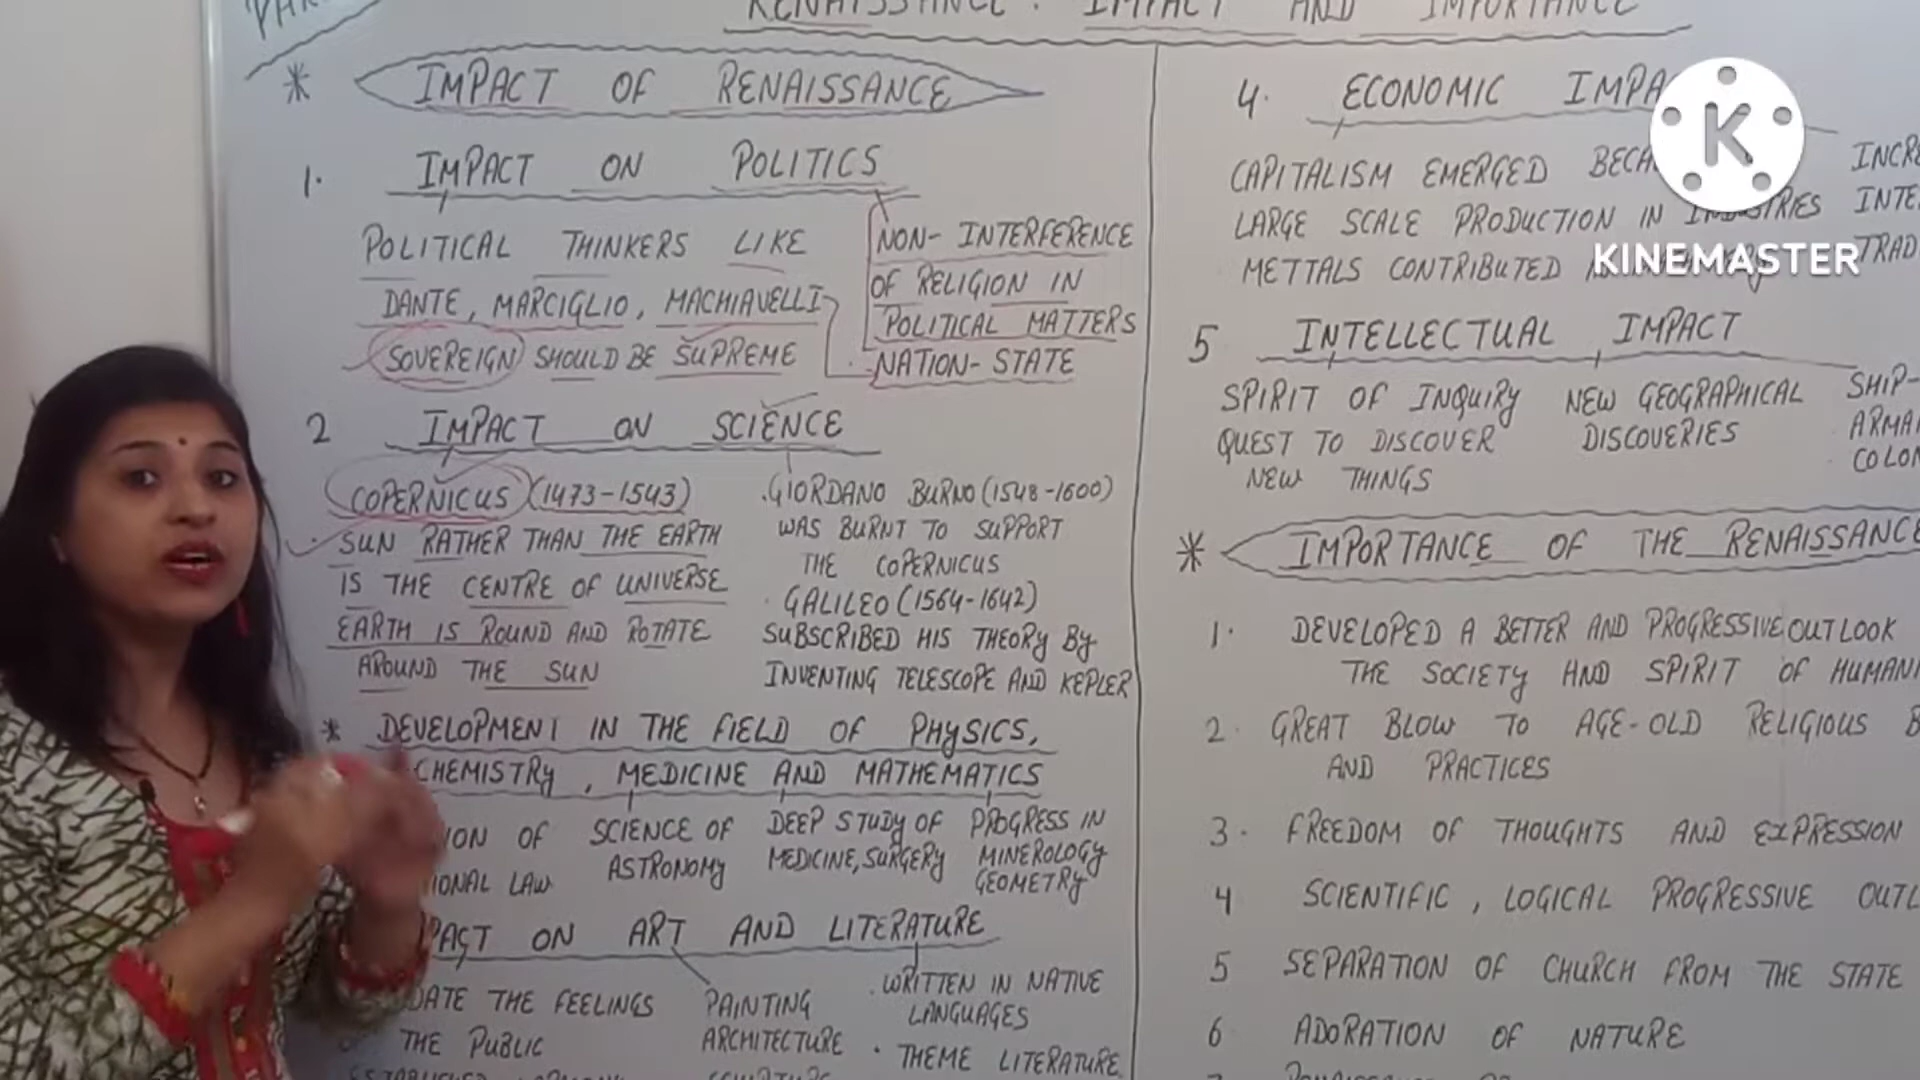 RENAISSANCE : IMPACT AND IMPORTANCE
* IMPACT OF RENAISSANCE
1. IMPACT ON POLITICS
POLITICAL THINKERS LIKE
DANTE, MARCIGLIO, MACHIAVELLI
SOVEREIGN SHOULD BE SUPREME
NON-INTERFERENCE
OF RELIGION IN
POLITICAL MATTERS
NATION-STATE
2 IMPACT ON SCIENCE
COPERNICUS (1473-1543)
. SUN RATHER THAN THE EARTH
IS THE CENTRE OF UNIVERSE
EARTH IS ROUND AND ROTATE
AROUND THE SUN
.GIORDANO BURNO (1548-1600)
WAS BURNT TO SUPPORT
THE COPERNICUS
. GALILEO (1564-1642)
SUBSCRIBED HIS THEORY BY
INVENTING TELESCOPE AND KEPLER
* DEVELOPMENT IN THE FIELD OF PHYSICS,
CHEMISTRY, MEDICINE AND MATHEMATICS
OF
LAW
SCIENCE OF
ASTRONOMY
DEEP STUDY OF
MEDICINE, SURGERY
PROGRESS IN
MINEROLOGY
GEOMETRY
ON ART AND LITERATURE
THE FEELINGS
THE PUBLIC
PAINTING
ARCHITECTURE
. WRITTEN IN NATIVE
LANGUAGES
. THEME LITERATURE
4. ECONOMIC
CAPITALISM EMERGED
LARGE SCALE PRODUCTION IN INDUSTRIES
METTALS CONTRIBUTED
5 INTELLECTUAL IMPACT
SPIRIT OF INQUIRY
QUEST TO DISCOVER
NEW THINGS
NEW GEOGRAPHICAL
DISCOVERIES
SHIP-
* IMPORTANCE OF THE RENAISSANCE
1. DEVELOPED A BETTER AND PROGRESSIVE OUTLOOK
THE SOCIETY AND SPIRIT OF
2. GREAT BLOW TO AGE-OLD RELIGIOUS
AND PRACTICES
3. FREEDOM OF THOUGHTS AND EXPRESSION
4 SCIENTIFIC, LOGICAL PROGRESSIVE
5 SEPARATION OF CHURCH FROM THE STATE
6 ADORATION OF NATURE
K
KINEMASTER